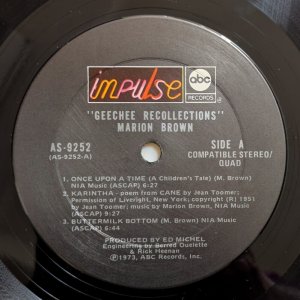 impulse
abc
RECORDS
"GEECHEE RECOLLECTIONS"
MARION BROWN
AS-9252
(AS-9252-A)
SIDE A
COMPATIBLE STEREO/
QUAD
1. ONCE UPON A TIME (A Children's Tale) (M. Brown)
NIA Music (ASCAP) 6:27
2. KARINTHA - poem from CANE by Jean Toomer;
Permission of Liveright, New York; copyright (R) 1951
by Jean Toomer; music by Marion Brown, NIA Music
(ASCAP) 9:27
3. BUTTERMILK BOTTOM (M. Brown) NIA Music (ASCAP)
6:44
PRODUCED BY ED MICHEL
Engineering by
& Rick Heenan
℗1973, ABC Records, Inc.